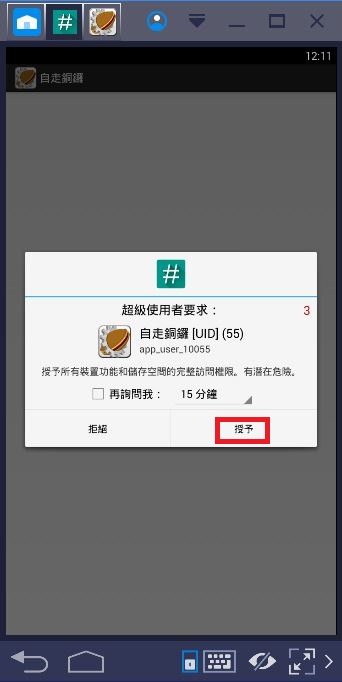 12:11
自走銅鑼
#
超級使用者要求：
3
自走銅鑼 [UID] (55)
app_user_10055
授予所有裝置功能和儲存空間的完整訪問權限。有潛在危險。
再詢問我： 15 分鐘
拒絕 授予